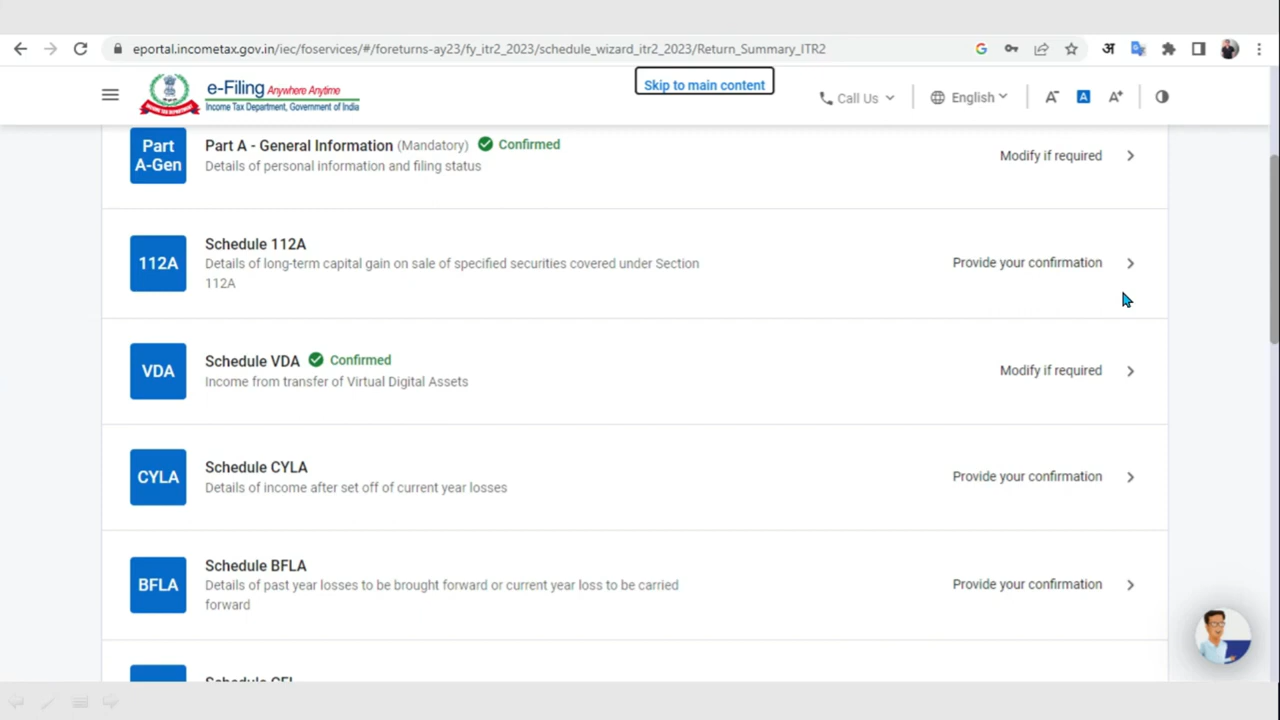 eportal.incometax.gov.in/iec/foservices/#/foreturns-ay23/fy_itr2_2023/schedule_wizard_itr2_2023/Return_Summary_ITR2
G
अ
e-Filing Anywhere Anytime
Income Tax Department, Government of India
Skip to main content
Call Us
English
A-
A
A+
Part A-Gen
Part A - General Information (Mandatory) Confirmed
Details of personal information and filing status
Modify if required
112A
Schedule 112A
Details of long-term capital gain on sale of specified securities covered under Section
112A
Provide your confirmation
VDA
Schedule VDA Confirmed
Income from transfer of Virtual Digital Assets
Modify if required
CYLA
Schedule CYLA
Details of income after set off of current year losses
Provide your confirmation
BFLA
Schedule BFLA
Details of past year losses to be brought forward or current year loss to be carried
forward
Provide your confirmation
Schedule CFL